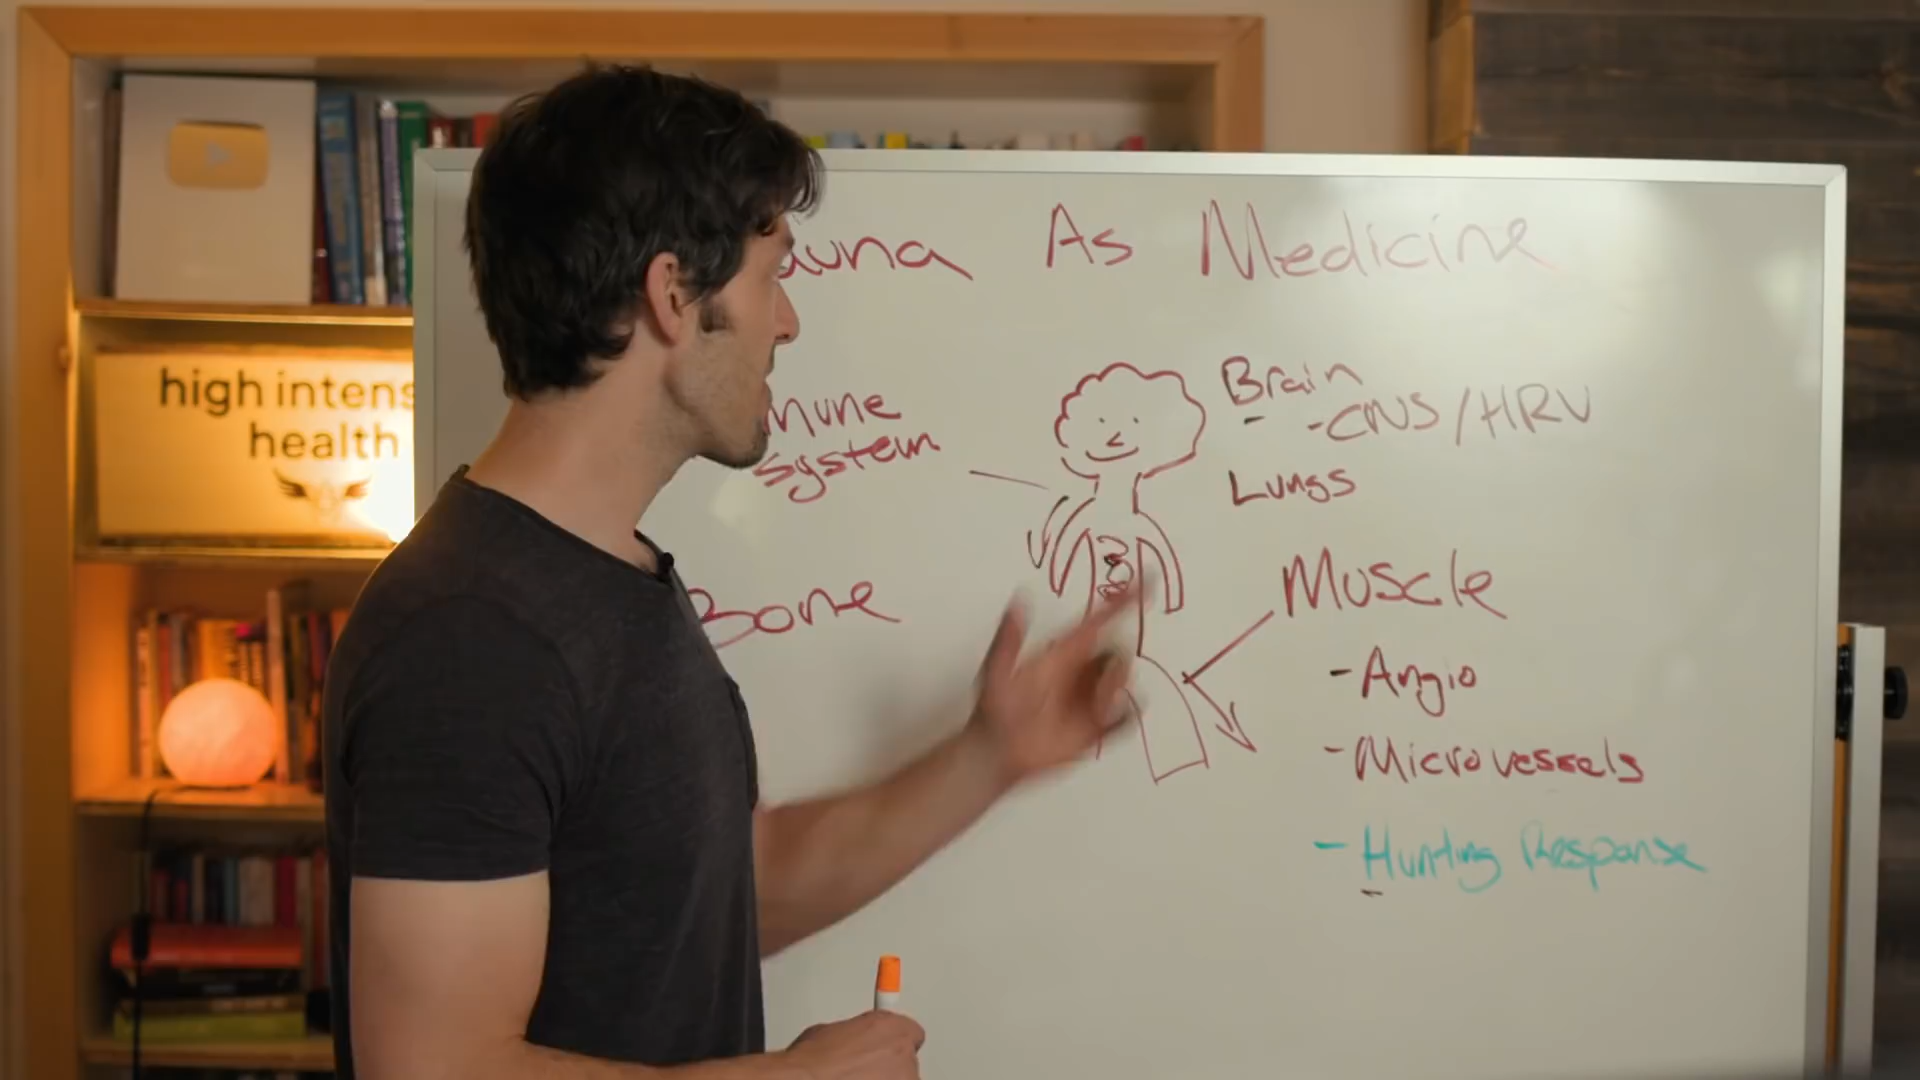 auna As Medicine
high intens
health
mune
system
Brain
- CNS/HRV
Lungs
Bone
Muscle
- Angio
- Microvessels
- Hunting Response